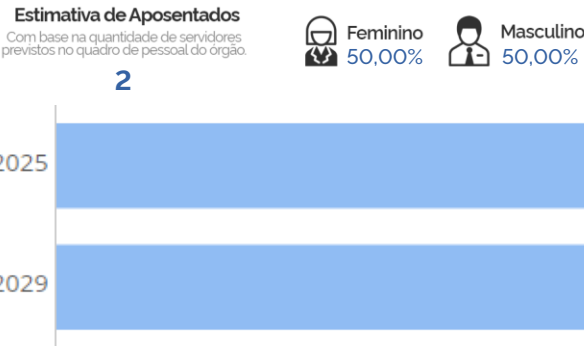 Estimativa de Aposentados
Com base na quantidade de servidores
previstos no quadro de pessoal do órgão.
2
Feminino
50,00%
Masculino
50,00%
2025
2029